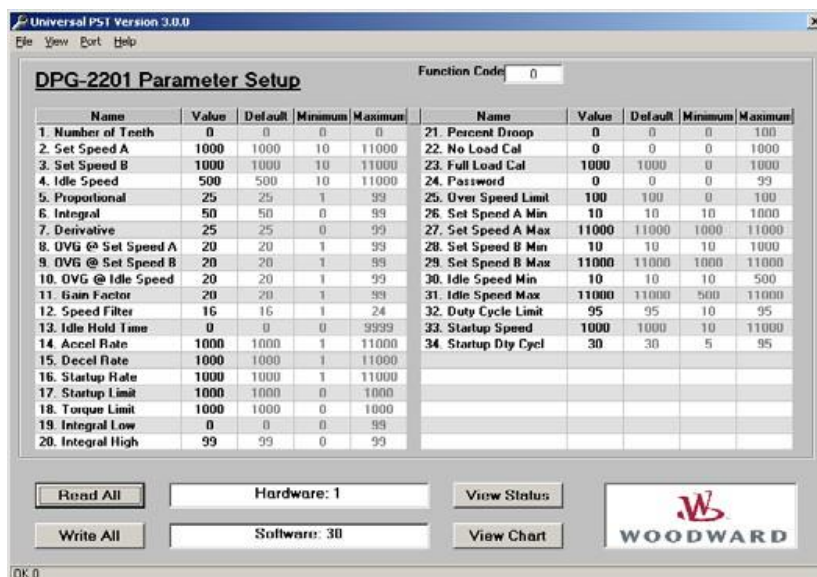 Universal PST Version 3.0.0
File View Port Help
DPG-2201 Parameter Setup
Function Code 0
Name Value Default Minimum Maximum
1. Number of Teeth 0 0 0 0
2. Set Speed A 1000 1000 10 11000
3. Set Speed B 1000 1000 10 11000
4. Idle Speed 500 500 10 11000
5. Proportional 25 25 1 99
6. Integral 50 50 0 99
7. Derivative 25 25 0 99
8. OVG @ Set Speed A 20 20 1 99
9. OVG @ Set Speed B 20 20 1 99
10. OVG @ Idle Speed 20 20 1 99
11. Gain Factor 20 20 1 99
12. Speed Filter 16 16 1 24
13. Idle Hold Time 0 0 0 9999
14. Accel Rate 1000 1000 1 11000
15. Decel Rate 1000 1000 1 11000
16. Startup Rate 1000 1000 1 11000
17. Startup Limit 1000 1000 0 1000
18. Torque Limit 1000 1000 0 1000
19. Integral Low 0 0 0 99
20. Integral High 99 99 0 99
Name Value Default Minimum Maximum
21. Percent Droop 0 0 0 100
22. No Load Cal 0 0 0 1000
23. Full Load Cal 1000 1000 0 1000
24. Password 0 0 0 99
25. Over Speed Limit 100 100 0 100
26. Set Speed A Min 10 10 10 1000
27. Set Speed A Max 11000 11000 1000 11000
28. Set Speed B Min 10 10 10 1000
29. Set Speed B Max 11000 11000 1000 11000
30. Idle Speed Min 10 10 10 500
31. Idle Speed Max 11000 11000 500 11000
32. Duty Cycle Limit 95 95 10 95
33. Startup Speed 1000 1000 10 11000
34. Startup Dty Cycl 30 30 5 95
Read All
Hardware: 1
View Status
Write All
Software: 30
View Chart
WOODWARD
OK 0